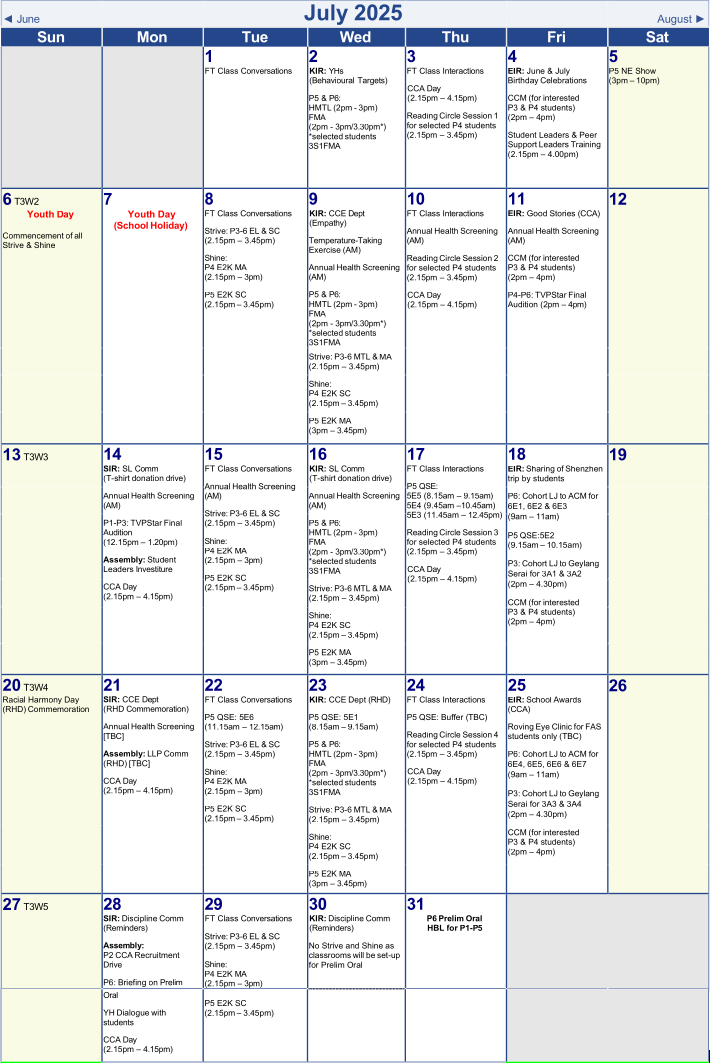 ◄ June
July 2025
August ►
Sun Mon Tue Wed Thu Fri Sat
1
FT Class Conversations
2
KIR: YHs
(Behavioural Targets)
P5 & P6:
HMTL (2pm - 3pm)
FMA
(2pm - 3pm/3.30pm*)
*selected students
3S1FMA
3
FT Class Interactions
CCA Day
(2.15pm – 4.15pm)
Reading Circle Session 1
for selected P4 students
(2.15pm – 3.45pm)
4
EIR: June & July
Birthday Celebrations
CCM (for interested
P3 & P4 students)
(2pm – 4pm)
Student Leaders & Peer
Support Leaders Training
(2.15pm – 4.00pm)
5
P5 NE Show
(3pm – 10pm)
6 T3W2
Youth Day
Commencement of all
Strive & Shine
7
Youth Day
(School Holiday)
8
FT Class Conversations
Strive: P3-6 EL & SC
(2.15pm – 3.45pm)
Shine:
P4 E2K MA
(2.15pm – 3pm)
P5 E2K SC
(2.15pm – 3.45pm)
9
KIR: CCE Dept
(Empathy)
Temperature-Taking
Exercise (AM)
Annual Health Screening
(AM)
P5 & P6:
HMTL (2pm - 3pm)
FMA
(2pm - 3pm/3.30pm*)
*selected students
3S1FMA
Strive: P3-6 MTL & MA
(2.15pm – 3.45pm)
Shine:
P4 E2K SC
(2.15pm – 3.45pm)
P5 E2K MA
(3pm – 3.45pm)
10
FT Class Interactions
Annual Health Screening
(AM)
Reading Circle Session 2
for selected P4 students
(2.15pm – 3.45pm)
CCA Day
(2.15pm – 4.15pm)
11
EIR: Good Stories (CCA)
Annual Health Screening
(AM)
CCM (for interested
P3 & P4 students)
(2pm – 4pm)
P4-P6: TVPStar Final
Audition (2pm – 4pm)
12
13 T3W3
14
SIR: SL Comm
(T-shirt donation drive)
Annual Health Screening
(AM)
P1-P3: TVPStar Final
Audition
(12.15pm – 1.20pm)
Assembly: Student
Leaders Investiture
CCA Day
(2.15pm – 4.15pm)
15
FT Class Conversations
Annual Health Screening
(AM)
Strive: P3-6 EL & SC
(2.15pm – 3.45pm)
Shine:
P4 E2K MA
(2.15pm – 3pm)
P5 E2K SC
(2.15pm – 3.45pm)
16
KIR: SL Comm
(T-shirt donation drive)
Annual Health Screening
(AM)
P5 & P6:
HMTL (2pm - 3pm)
FMA
(2pm - 3pm/3.30pm*)
*selected students
3S1FMA
Strive: P3-6 MTL & MA
(2.15pm – 3.45pm)
Shine:
P4 E2K SC
(2.15pm – 3.45pm)
P5 E2K MA
(3pm – 3.45pm)
17
FT Class Interactions
P5 QSE:
5E5 (8.15am – 9.15am)
5E4 (9.45am –10.45am)
5E3 (11.45am – 12.45pm)
Reading Circle Session 3
for selected P4 students
(2.15pm – 3.45pm)
CCA Day
(2.15pm – 4.15pm)
18
EIR: Sharing of Shenzhen
trip by students
P6: Cohort LJ to ACM for
6E1, 6E2 & 6E3
(9am – 11am)
P5 QSE:5E2
(9.15am – 10.15am)
P3: Cohort LJ to Geylang
Serai for 3A1 & 3A2
(2pm – 4.30pm)
CCM (for interested
P3 & P4 students)
(2pm – 4pm)
19
20 T3W4
Racial Harmony Day
(RHD) Commemoration
21
SIR: CCE Dept
(RHD Commemoration)
Annual Health Screening
[TBC]
Assembly: LLP Comm
(RHD) [TBC]
CCA Day
(2.15pm – 4.15pm)
22
FT Class Conversations
P5 QSE: 5E6
(11.15am – 12.15am)
Strive: P3-6 EL & SC
(2.15pm – 3.45pm)
Shine:
P4 E2K MA
(2.15pm – 3pm)
P5 E2K SC
(2.15pm – 3.45pm)
23
KIR: CCE Dept (RHD)
P5 QSE: 5E1
(8.15am – 9.15am)
P5 & P6:
HMTL (2pm - 3pm)
FMA
(2pm - 3pm/3.30pm*)
*selected students
3S1FMA
Strive: P3-6 MTL & MA
(2.15pm – 3.45pm)
Shine:
P4 E2K SC
(2.15pm – 3.45pm)
P5 E2K MA
(3pm – 3.45pm)
24
FT Class Interactions
P5 QSE: Buffer (TBC)
Reading Circle Session 4
for selected P4 students
(2.15pm – 3.45pm)
CCA Day
(2.15pm – 4.15pm)
25
EIR: School Awards
(CCA)
Roving Eye Clinic for FAS
students only (TBC)
P6: Cohort LJ to ACM for
6E4, 6E5, 6E6 & 6E7
(9am – 11am)
P3: Cohort LJ to Geylang
Serai for 3A3 & 3A4
(2pm – 4.30pm)
CCM (for interested
P3 & P4 students)
(2pm – 4pm)
26
27 T3W5
28
SIR: Discipline Comm
(Reminders)
Assembly:
P2 CCA Recruitment
Drive
P6: Briefing on Prelim
Oral
YH Dialogue with
students
CCA Day
(2.15pm – 4.15pm)
29
FT Class Conversations
Strive: P3-6 EL & SC
(2.15pm – 3.45pm)
Shine:
P4 E2K MA
(2.15pm – 3pm)
P5 E2K SC
(2.15pm – 3.45pm)
30
KIR: Discipline Comm
(Reminders)
No Strive and Shine as
classrooms will be set-up
for Prelim Oral
31
P6 Prelim Oral
HBL for P1-P5